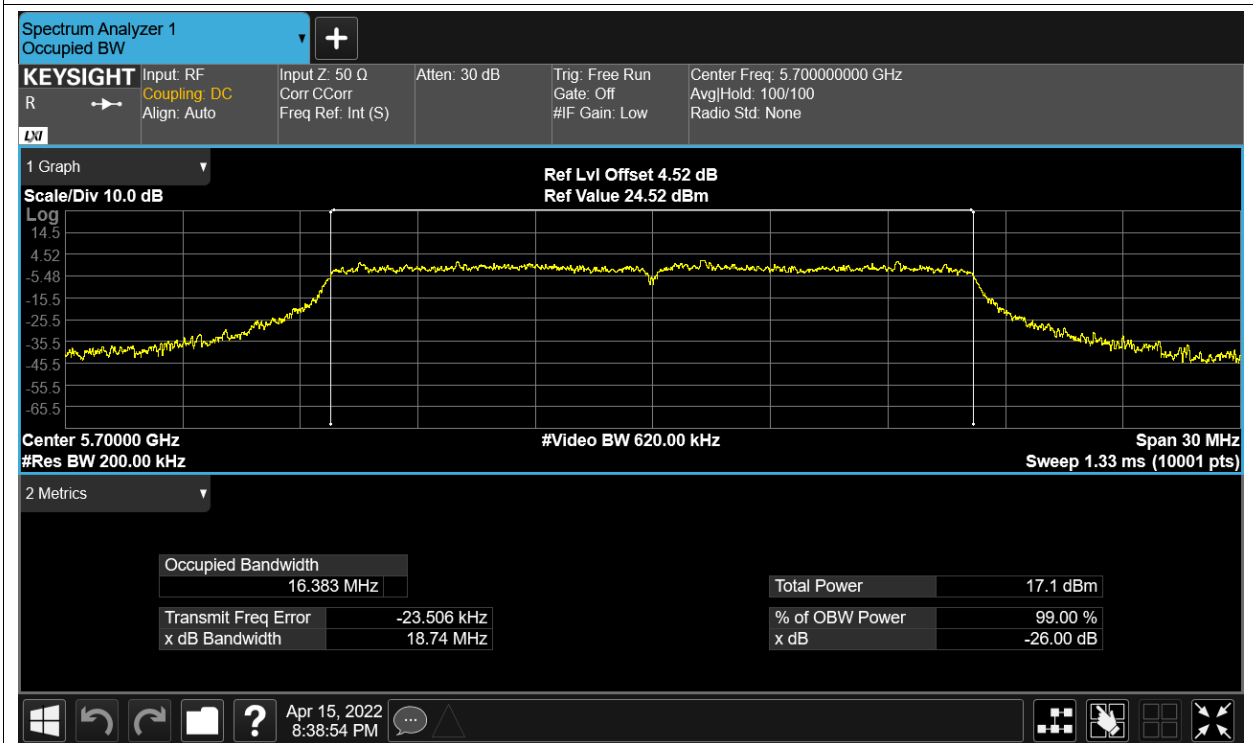 Spectrum Analyzer 1
Occupied BW
KEYSIGHT
R
LXI
Input: RF
Coupling: DC
Align: Auto
Input Z: 50 Ω
Corr CCorr
Freq Ref: Int (S)
Atten: 30 dB
Trig: Free Run
Gate: Off
#IF Gain: Low
Center Freq: 5.700000000 GHz
Avg|Hold: 100/100
Radio Std: None
1 Graph
Scale/Div 10.0 dB
Ref Lvl Offset 4.52 dB
Ref Value 24.52 dBm
Log
14.5
4.52
-5.48
-15.5
-25.5
-35.5
-45.5
-55.5
-65.5
Center 5.70000 GHz
#Res BW 200.00 kHz
#Video BW 620.00 kHz
Span 30 MHz
Sweep 1.33 ms (10001 pts)
2 Metrics
Occupied Bandwidth
16.383 MHz
Transmit Freq Error -23.506 kHz
x dB Bandwidth 18.74 MHz
Total Power 17.1 dBm
% of OBW Power 99.00 %
x dB -26.00 dB
?
Apr 15, 2022
8:38:54 PM